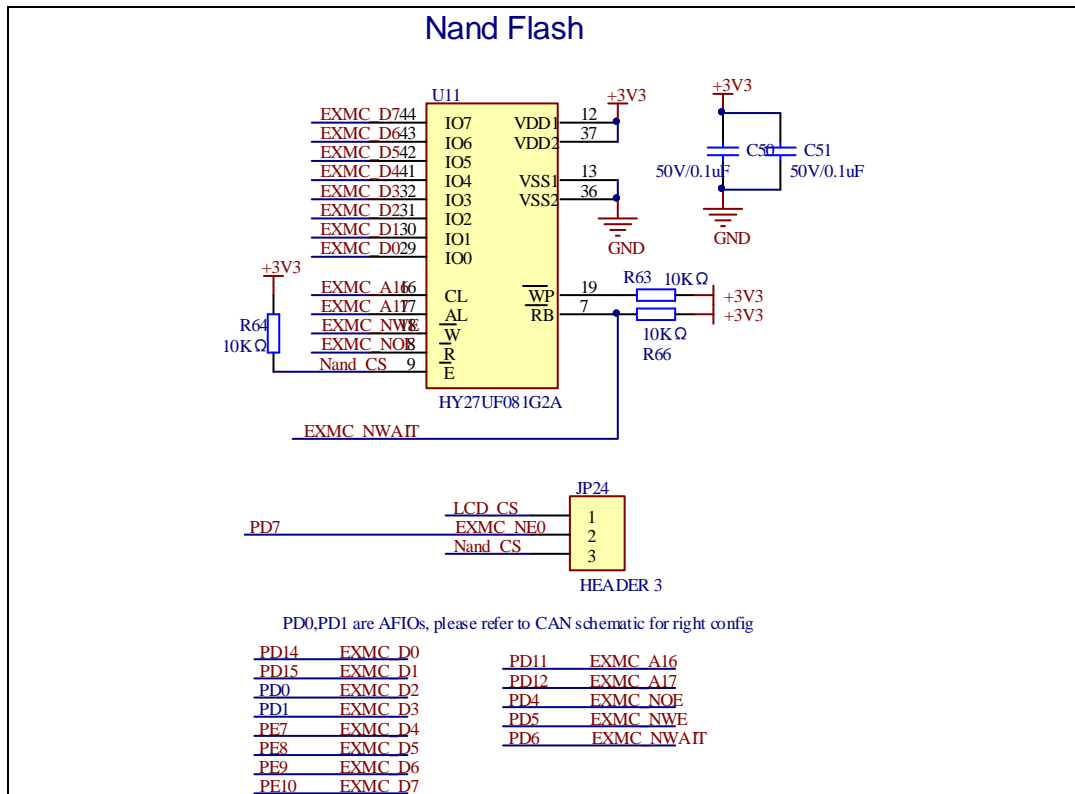 Nand Flash
U11
+3V3
+3V3
EXMC_D7 44 IO7 VDD1 12
EXMC_D6 43 IO6 VDD2 37
EXMC_D5 42 IO5
EXMC_D4 41 IO4 VSS1 13
EXMC_D3 32 IO3 VSS2 36
EXMC_D2 31 IO2
EXMC_D1 30 IO1
EXMC_D0 29 IO0
C50 C51
50V/0.1uF 50V/0.1uF
GND
GND
+3V3
R64
10KΩ
EXMC_A16 16 CL WP 19 R63 10KΩ +3V3
EXMC_A17 17 AL RB 7 10KΩ +3V3
R66
EXMC_NWE 18 W
EXMC_NOE 8 R
Nand_CS 9 E
HY27UF081G2A
EXMC_NWAIT
JP24
LCD_CS 1
PD7 EXMC_NE0 2
Nand_CS 3
HEADER 3
PD0,PD1 are AFIOs, please refer to CAN schematic for right config
PD14 EXMC_D0
PD15 EXMC_D1
PD0 EXMC_D2
PD1 EXMC_D3
PE7 EXMC_D4
PE8 EXMC_D5
PE9 EXMC_D6
PE10 EXMC_D7
PD11 EXMC_A16
PD12 EXMC_A17
PD4 EXMC_NOE
PD5 EXMC_NWE
PD6 EXMC_NWAIT